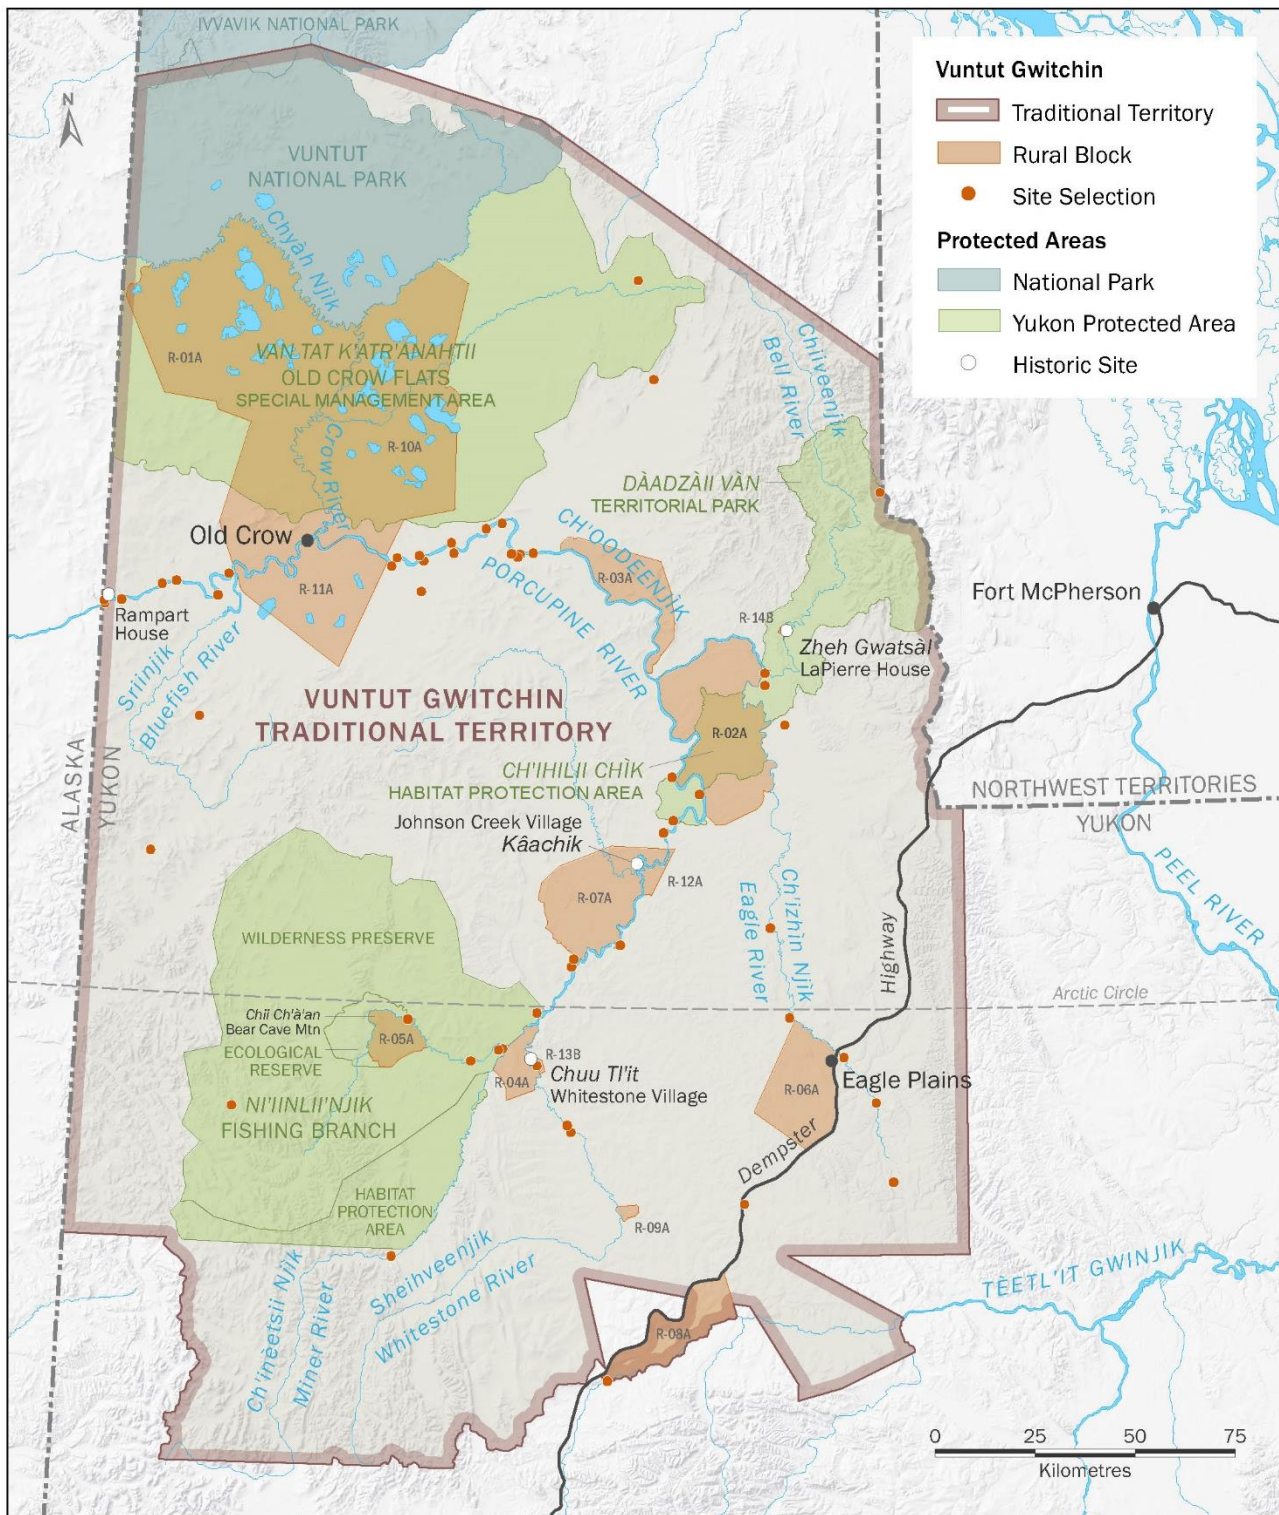 IVVAVIK NATIONAL PARK
N
VUNTUT
NATIONAL PARK
Chyàh Njik
R-01A
VAN TAT K'ATR'ANAHTII
OLD CROW FLATS
SPECIAL MANAGEMENT AREA
R-10A
Crow River
Old Crow
R-11A
Rampart
House
Sriinjik
Bluefish River
Chiiveenjik
Bell River
DÀADZÀII VÀN
TERRITORIAL PARK
CH'OODEENJIK
PORCUPINE RIVER
R-03A
R-14B
Zheh Gwatsàl
LaPierre House
Fort McPherson
VUNTUT GWITCHIN
TRADITIONAL TERRITORY
R-02A
CH'IHILII CHÌK
HABITAT PROTECTION AREA
Johnson Creek Village
Kâachik
R-12A
R-07A
ALASKA
YUKON
NORTHWEST TERRITORIES
YUKON
PEEL RIVER
Eagle River
Ch'izhìn Njik
Highway
Arctic Circle
WILDERNESS PRESERVE
Chii Ch'à'an
Bear Cave Mtn
R-05A
ECOLOGICAL
RESERVE
NI'IINLII'NJIK
FISHING BRANCH
HABITAT
PROTECTION
AREA
R-13B
R-04A
Chuu Tl'it
Whitestone Village
R-06A
Eagle Plains
Dempster
R-09A
Ch'inèetsii Njik
Miner River
Sheihveenjik
Whitestone River
R-08A
TÈETL'IT GWINJIK
Vuntut Gwitchin
Traditional Territory
Rural Block
Site Selection
Protected Areas
National Park
Yukon Protected Area
Historic Site
0 25 50 75
Kilometres